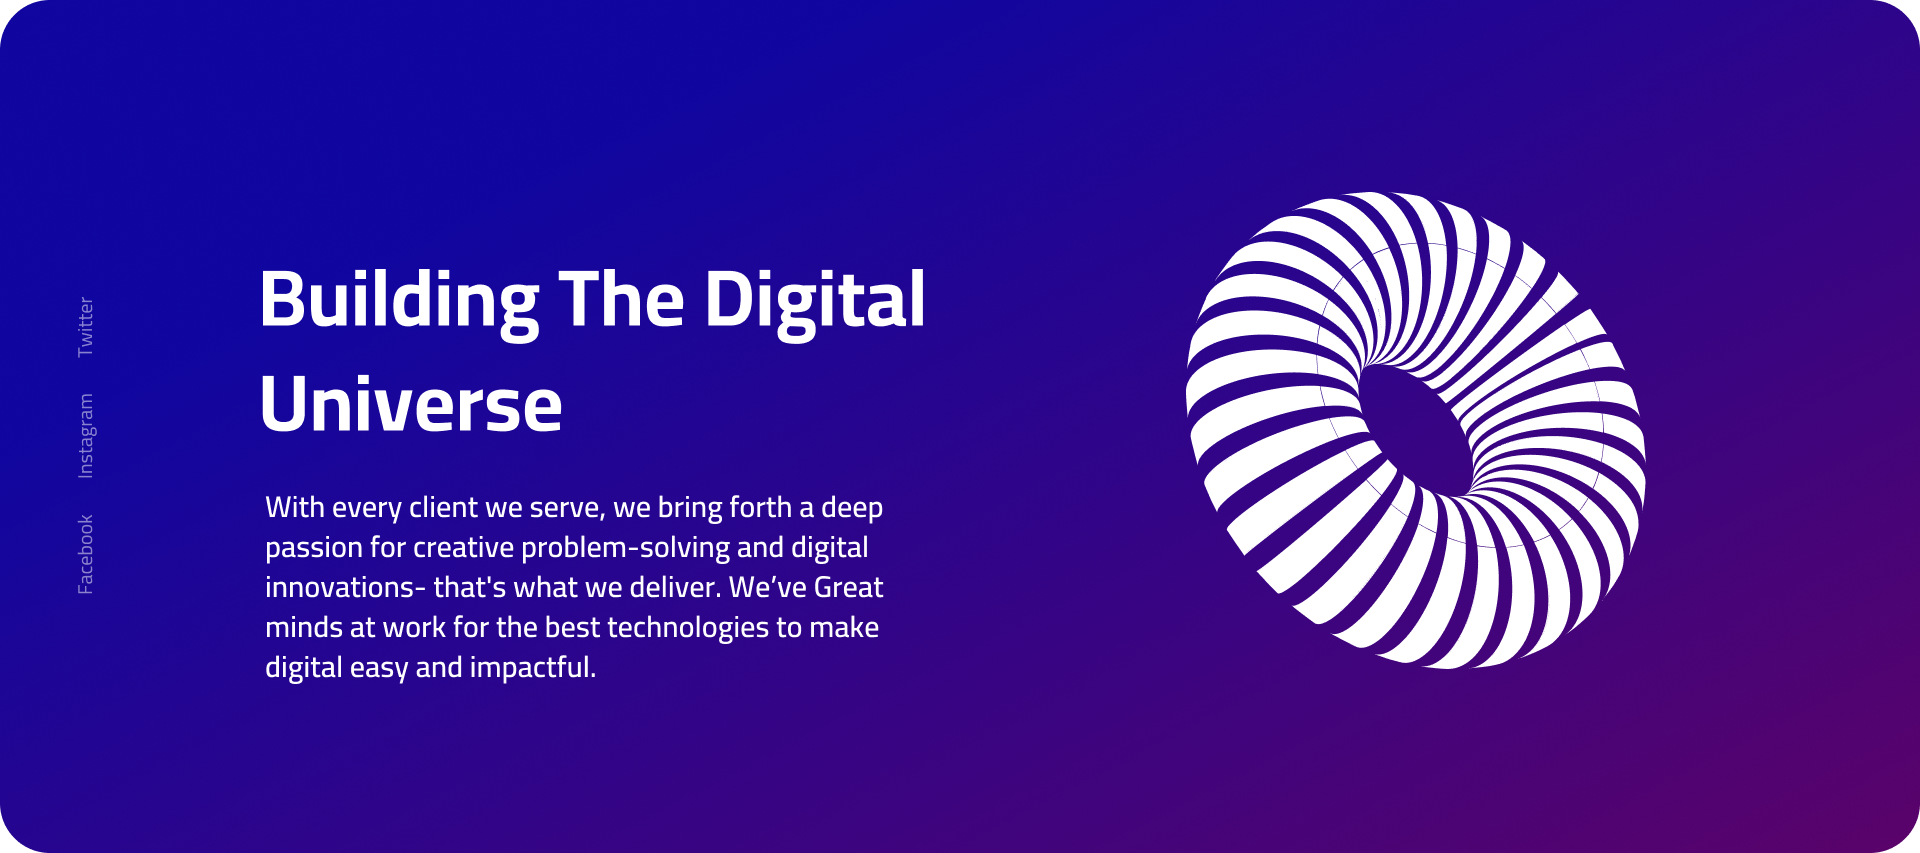 Building The Digital
Universe
With every client we serve, we bring forth a deep
passion for creative problem-solving and digital
innovations- that's what we deliver. We’ve Great
minds at work for the best technologies to make
digital easy and impactful.
Facebook
Instagram
Twitter